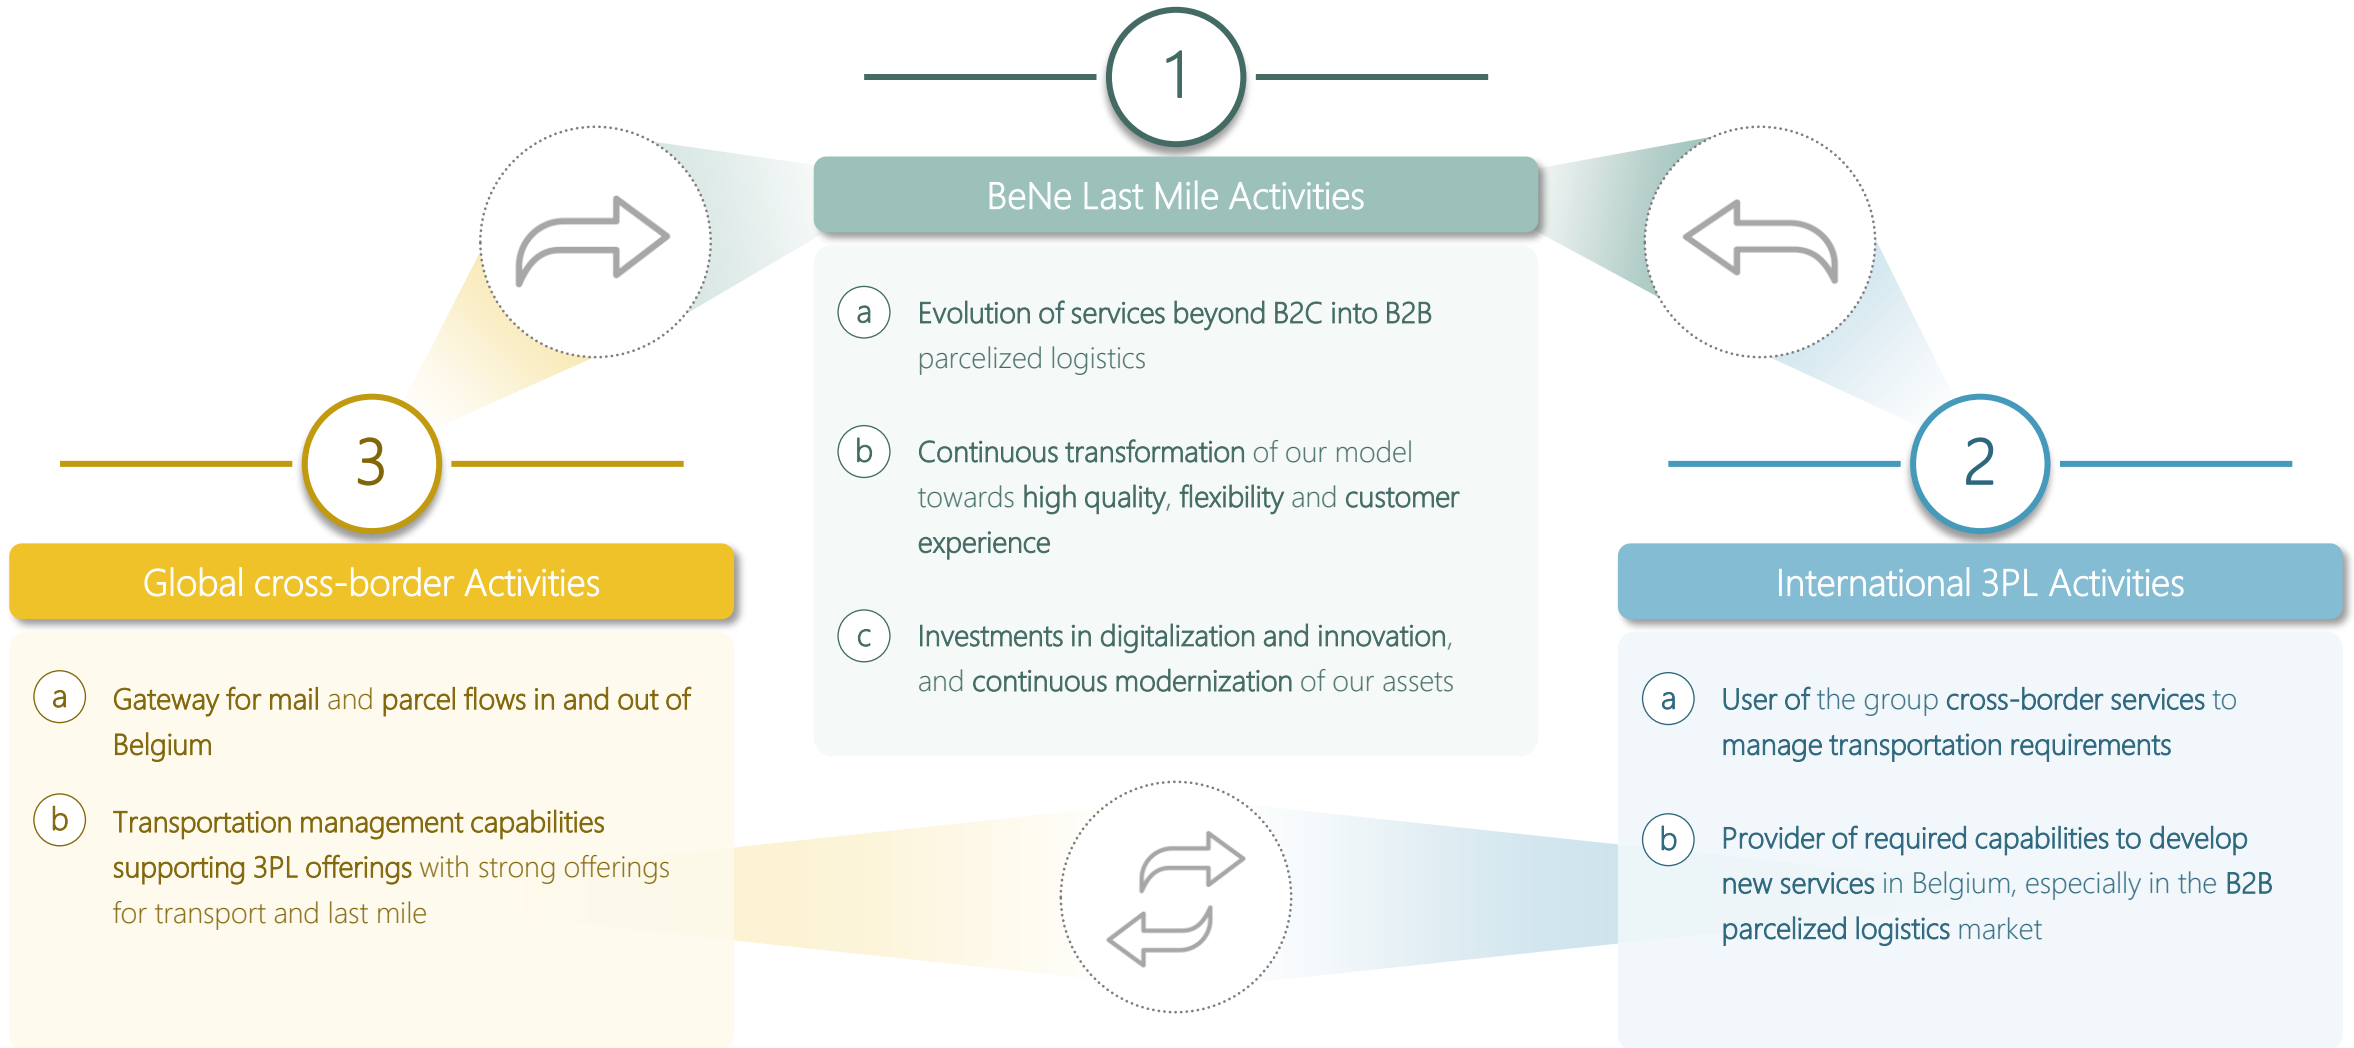 1
BeNe Last Mile Activities
a
Evolution of services beyond B2C into B2B
parcelized logistics
b
Continuous transformation of our model
towards high quality, flexibility and customer
experience
c
Investments in digitalization and innovation,
and continuous modernization of our assets
2
International 3PL Activities
a
User of the group cross-border services to
manage transportation requirements
b
Provider of required capabilities to develop
new services in Belgium, especially in the B2B
parcelized logistics market
3
Global cross-border Activities
a
Gateway for mail and parcel flows in and out of
Belgium
b
Transportation management capabilities
supporting 3PL offerings with strong offerings
for transport and last mile